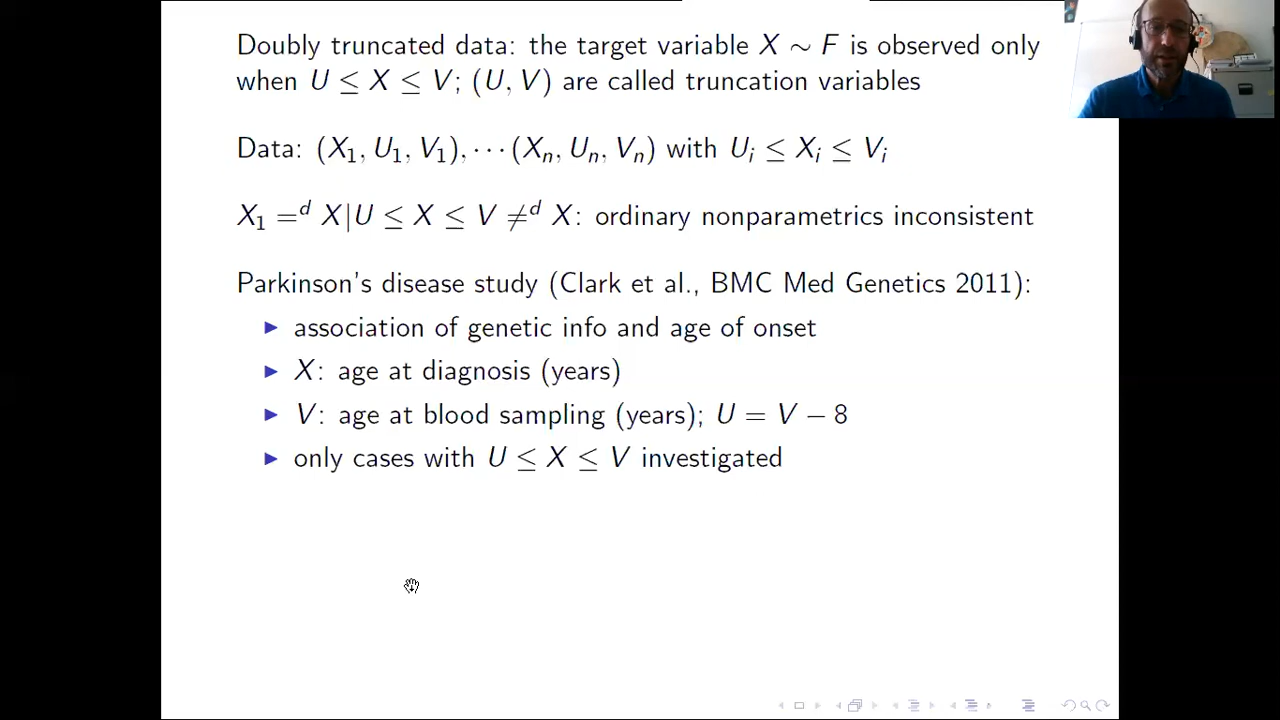 Doubly truncated data: the target variable X ∼ F is observed only
when U ≤ X ≤ V; (U, V) are called truncation variables
Data: (X₁, U₁, V₁), ⋯ (Xₙ, Uₙ, Vₙ) with Uᵢ ≤ Xᵢ ≤ Vᵢ
X₁ =ᵈ X|U ≤ X ≤ V ≠ᵈ X: ordinary nonparametrics inconsistent
Parkinson's disease study (Clark et al., BMC Med Genetics 2011):
▶ association of genetic info and age of onset
▶ X: age at diagnosis (years)
▶ V: age at blood sampling (years); U = V − 8
▶ only cases with U ≤ X ≤ V investigated